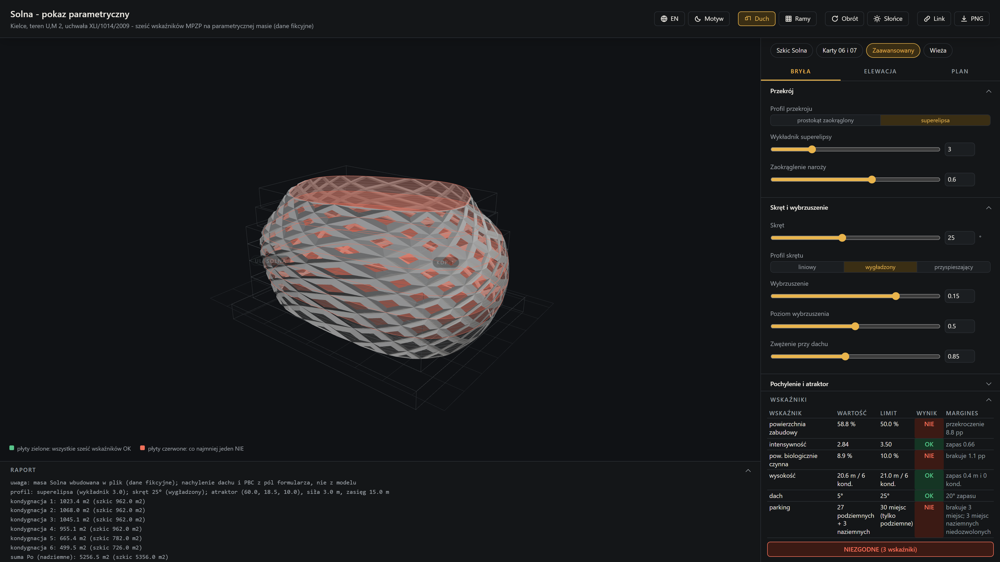 Solna - pokaz parametryczny
Kielce, teren U,M 2, uchwała XLI/1014/2009 - sześć wskaźników MPZP na parametrycznej masie (dane fikcyjne)
EN Motyw Duch Ramy Obrót Słońce Link PNG
Szkic Solna Karty 06 i 07 Zaawansowany Wieża
BRYŁA ELEWACJA PLAN
Przekrój
Profil przekroju
prostokąt zaokrąglony superelipsa
Wykładnik superelipsy
3
Zaokrąglenie naroży
0.6
Skręt i wybrzuszenie
Skręt
25 °
Profil skrętu
liniowy wygładzony przyspieszający
Wybrzuszenie
0.15
Poziom wybrzuszenia
0.5
Zwężenie przy dachu
0.85
Pochylenie i atraktor
WSKAŹNIKI
WSKAŹNIK WARTOŚĆ LIMIT WYNIK MARGINES
powierzchnia zabudowy 58.8 % 50.0 % NIE przekroczenie 8.8 pp
intensywność 2.84 3.50 OK zapas 0.66
pow. biologicznie czynna 8.9 % 10.0 % NIE brakuje 1.1 pp
wysokość 20.6 m / 6 kond. 21.0 m / 6 kond. OK zapas 0.4 m i 0 kond.
dach 5° 25° OK 20° zapasu
parking 27 podziemnych + 3 naziemnych 30 miejsc (tylko podziemne) NIE brakuje 3 miejsc; 3 miejsc naziemnych niedozwolonych
NIEZGODNE (3 wskaźniki)
UL. SOLNA
KDP-1
płyty zielone: wszystkie sześć wskaźników OK płyty czerwone: co najmniej jeden NIE
RAPORT
uwaga: masa Solna wbudowana w plik (dane fikcyjne); nachylenie dachu i PBC z pól formularza, nie z modelu
profil: superelipsa (wykładnik 3.0); skręt 25° (wygładzony); atraktor (60.0, 18.5, 10.0), siła 3.0 m, zasięg 15.0 m
kondygnacja 1: 1023.4 m2 (szkic 962.0 m2)
kondygnacja 2: 1068.0 m2 (szkic 962.0 m2)
kondygnacja 3: 1045.1 m2 (szkic 962.0 m2)
kondygnacja 4: 955.1 m2 (szkic 962.0 m2)
kondygnacja 5: 665.4 m2 (szkic 782.0 m2)
kondygnacja 6: 499.5 m2 (szkic 726.0 m2)
suma Po (nadziemne): 5256.5 m2 (szkic 5356.0 m2)